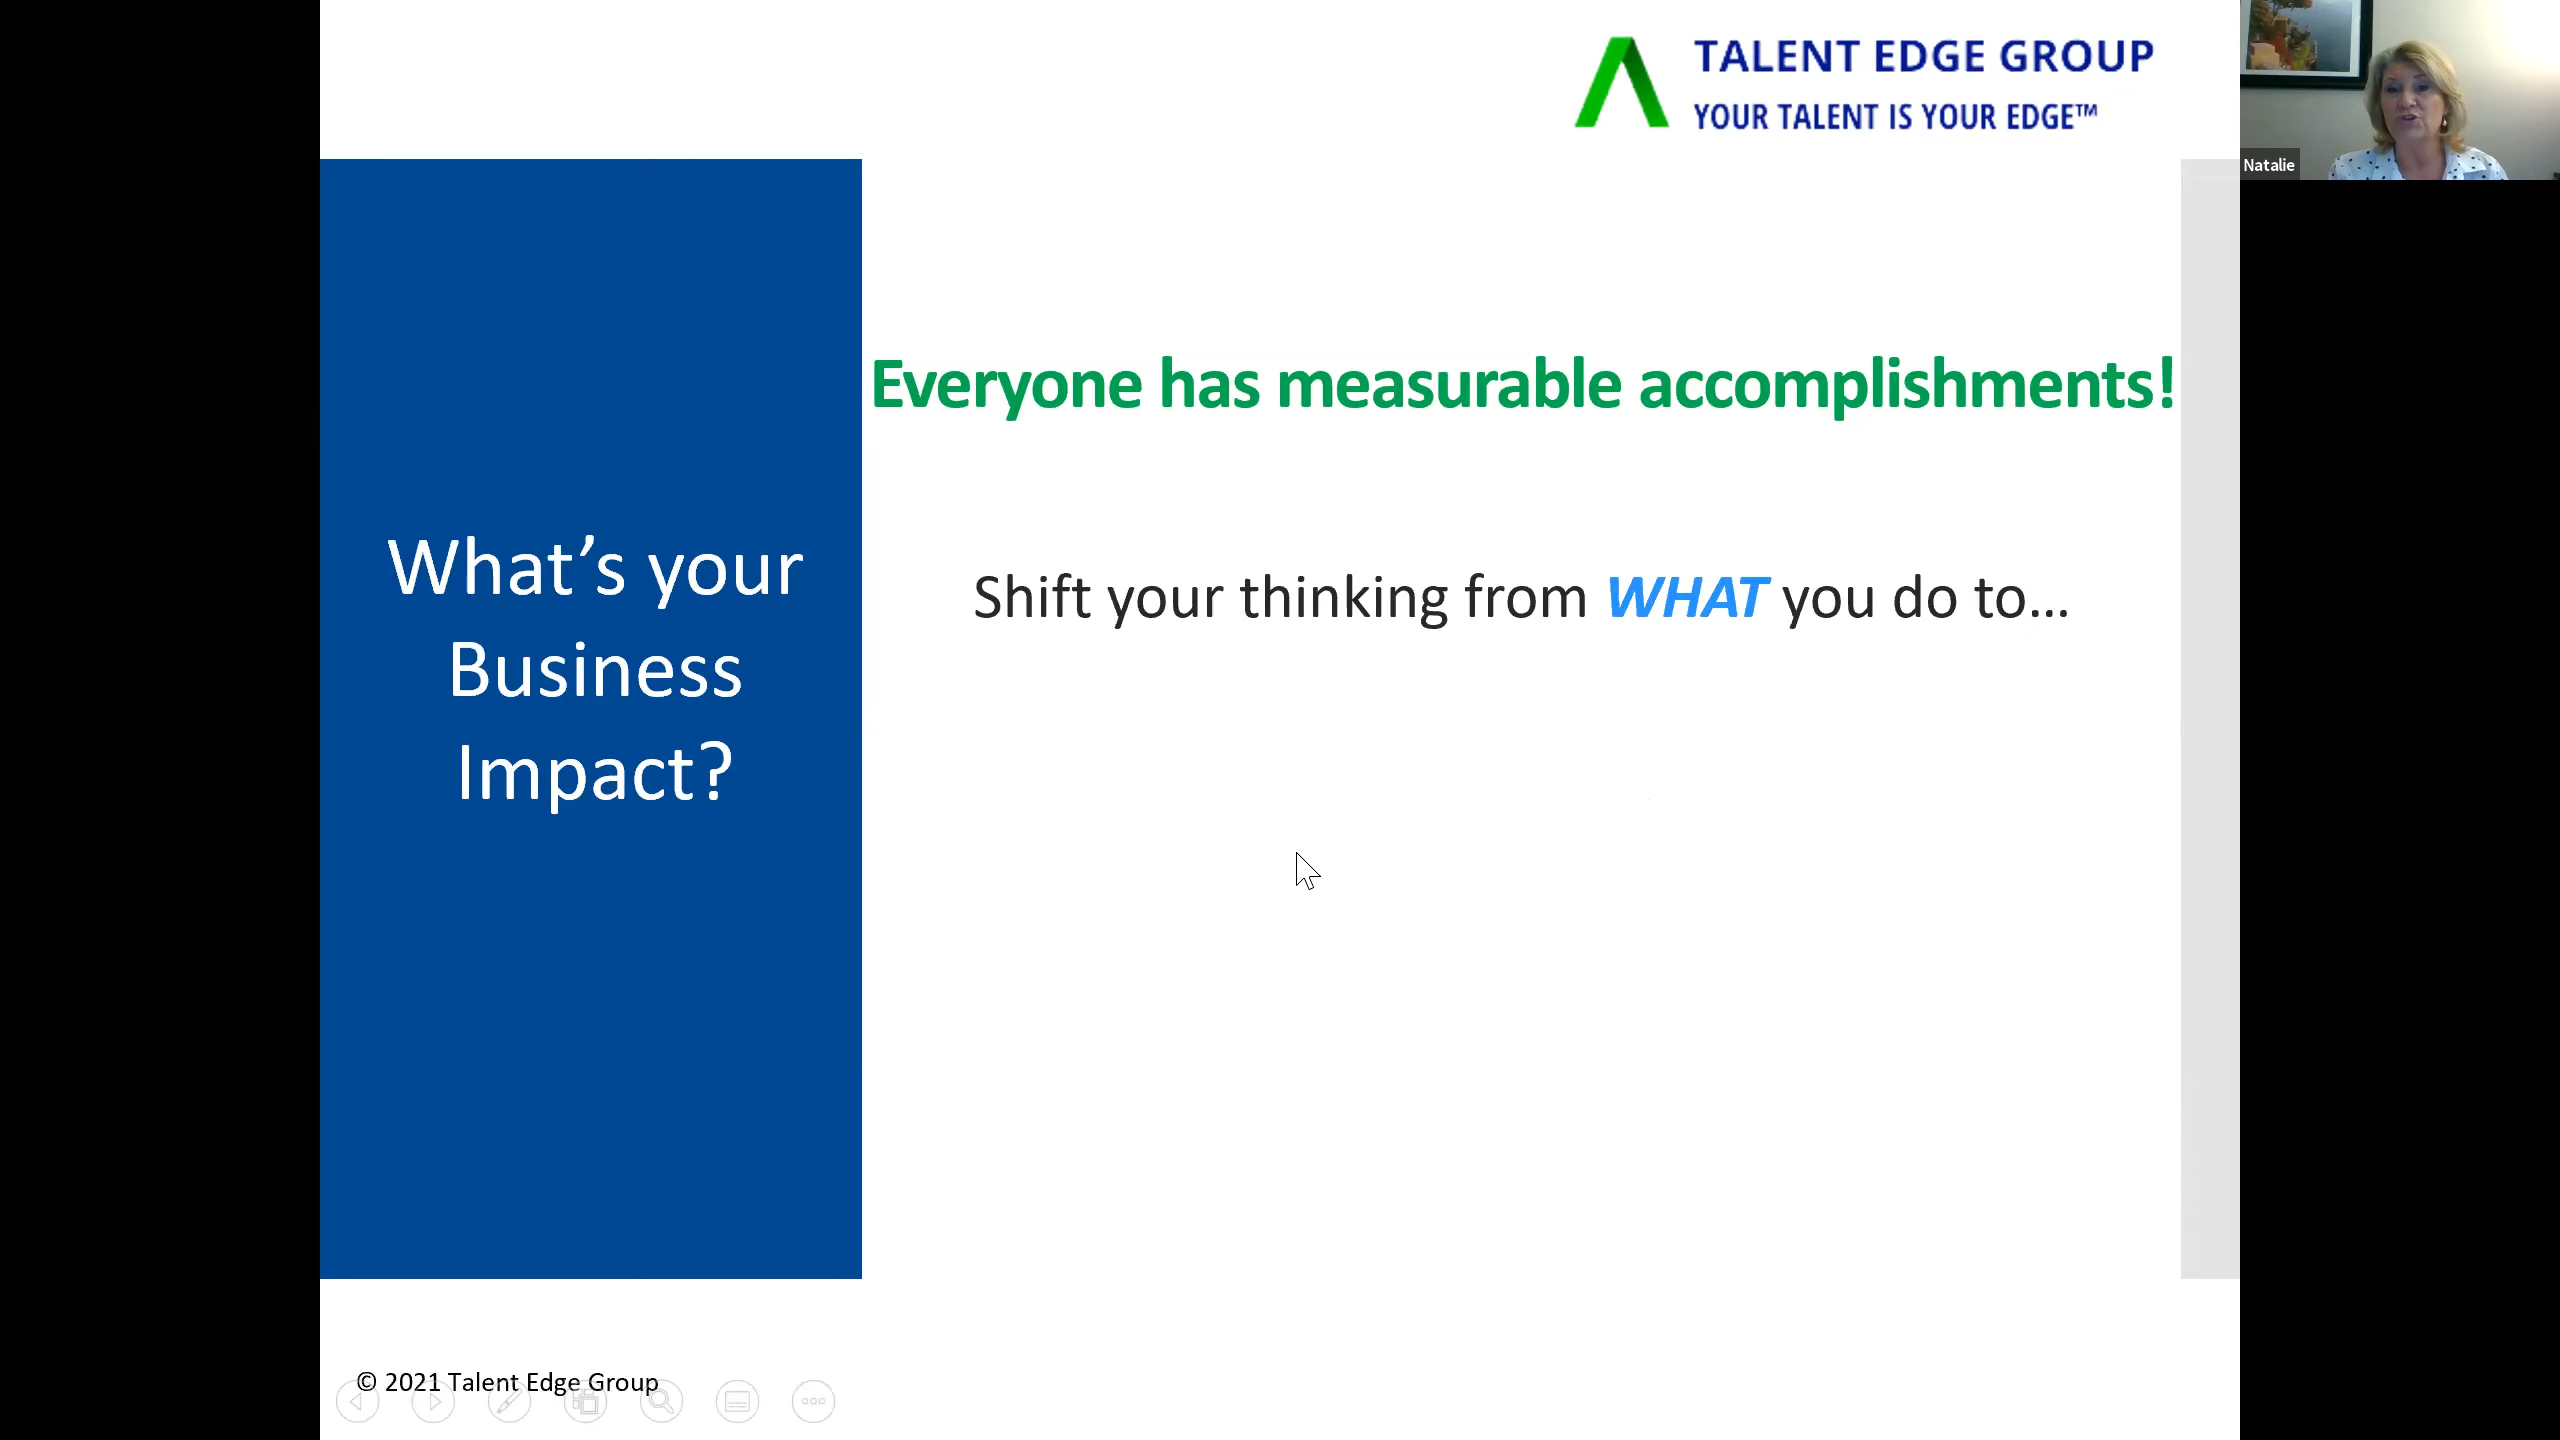 TALENT EDGE GROUP
YOUR TALENT IS YOUR EDGE™
Natalie
What’s your
Business
Impact?
Everyone has measurable accomplishments!
Shift your thinking from WHAT you do to...
© 2021 Talent Edge Group